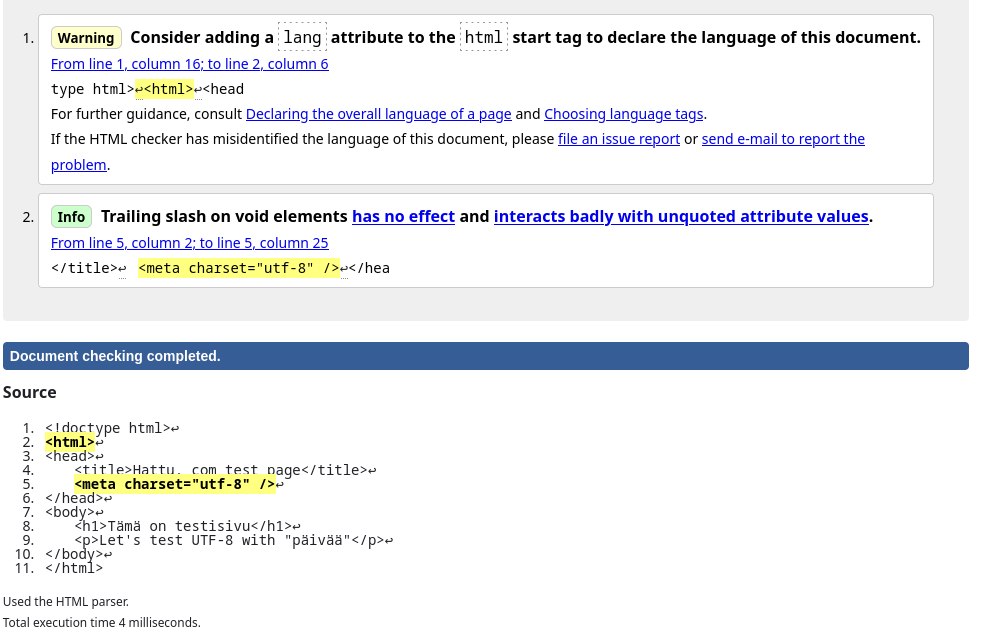 1. Warning Consider adding a lang attribute to the html start tag to declare the language of this document.
From line 1, column 16; to line 2, column 6
type html>↩<html>↩<head
For further guidance, consult Declaring the overall language of a page and Choosing language tags.
If the HTML checker has misidentified the language of this document, please file an issue report or send e-mail to report the
problem.
2. Info Trailing slash on void elements has no effect and interacts badly with unquoted attribute values.
From line 5, column 2; to line 5, column 25
</title>↩ <meta charset="utf-8" />↩</hea
Document checking completed.
Source
1. <!doctype html>↩
2. <html>↩
3. <head>↩
4. <title>Hattu. com test page</title>↩
5. <meta charset="utf-8" />↩
6. </head>↩
7. <body>↩
8. <h1>Tämä on testisivu</h1>↩
9. <p>Let's test UTF-8 with "päivää"</p>↩
10. </body>↩
11. </html>
Used the HTML parser.
Total execution time 4 milliseconds.